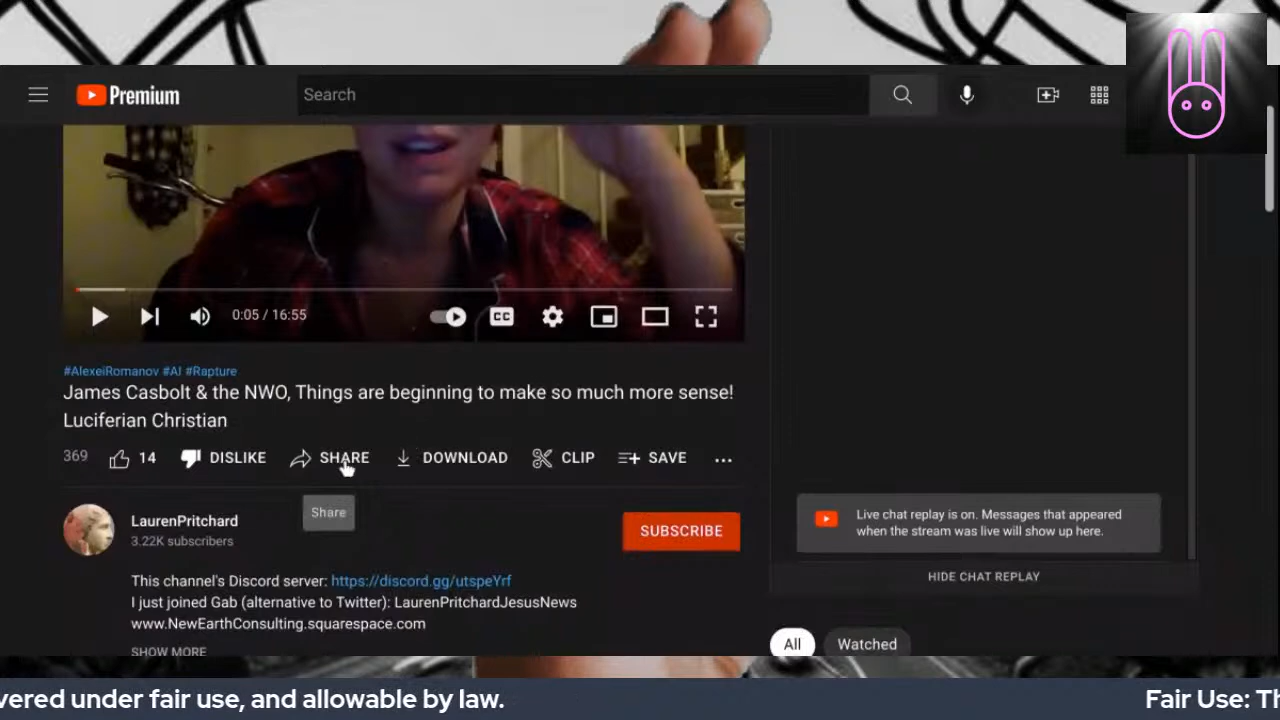 Premium
Search
CC
0:05 / 16:55
#AlexeiRomanov #AI #Rapture
James Casbolt & the NWO, Things are beginning to make so much more sense!
Luciferian Christian
369
14
DISLIKE
SHARE
DOWNLOAD
CLIP
SAVE
...
Share
LaurenPritchard
3.22K subscribers
SUBSCRIBE
This channel's Discord server: https://discord.gg/utspeYrf
I just joined Gab (alternative to Twitter): LaurenPritchardJesusNews
www.NewEarthConsulting.squarespace.com
SHOW MORE
Live chat replay is on. Messages that appeared
when the stream was live will show up here.
HIDE CHAT REPLAY
All
Watched
vered under fair use, and allowable by law.
Fair Use: Th